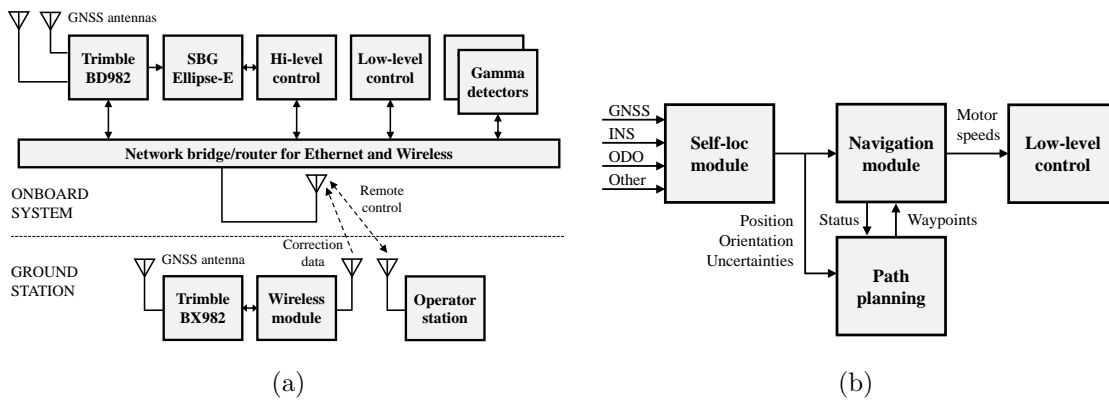 GNSS antennas
Trimble
BD982
SBG
Ellipse-E
Hi-level
control
Low-level
control
Gamma
detectors
Network bridge/router for Ethernet and Wireless
ONBOARD
SYSTEM
Remote
control
Correction
data
GROUND
STATION
GNSS antenna
Trimble
BX982
Wireless
module
Operator
station
(a)
GNSS
INS
ODO
Other
Self-loc
module
Navigation
module
Motor
speeds
Low-level
control
Position
Orientation
Uncertainties
Status
Waypoints
Path
planning
(b)